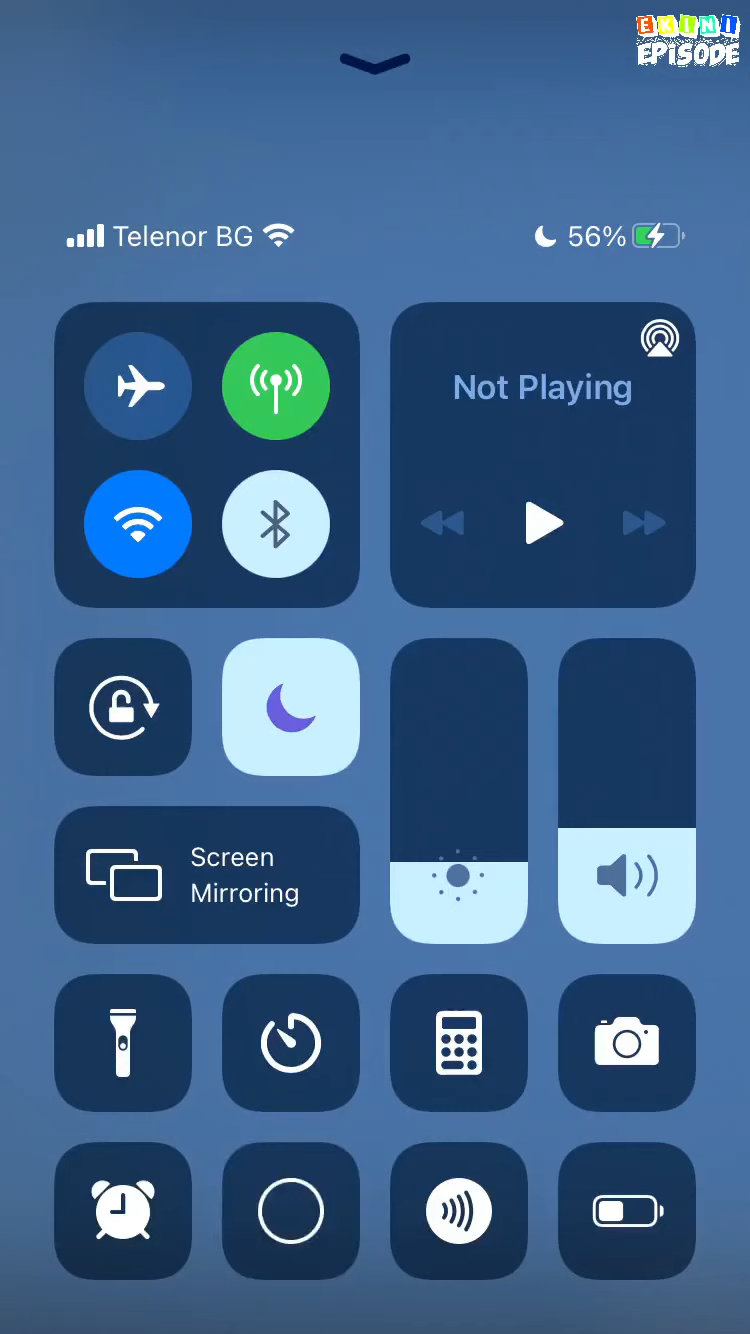 EKINI
EPISODE
Telenor BG
56%
Not Playing
Screen
Mirroring